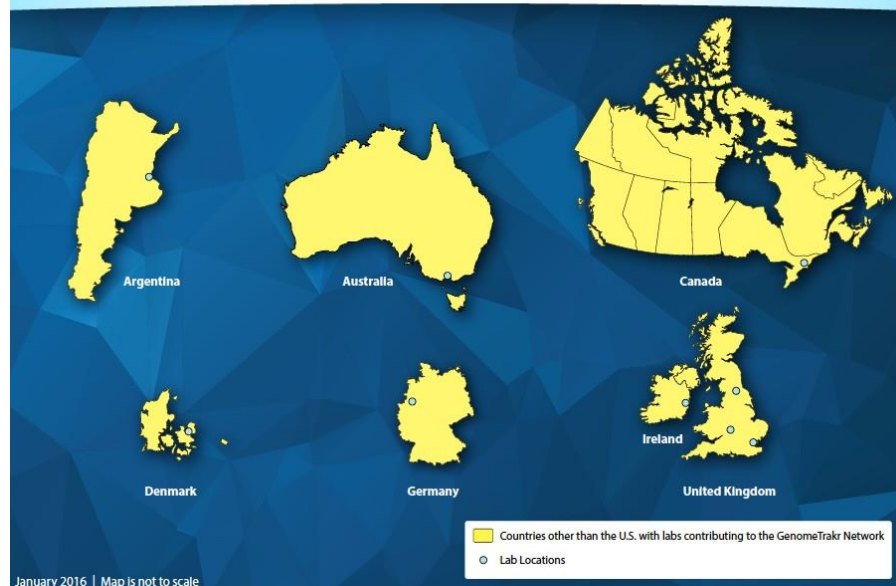 Argentina
Australia
Canada
Ireland
Denmark
Germany
United Kingdom
Countries other than the U.S. with labs contributing to the GenomeTrakr Network
Lab Locations
January 2016 | Map is not to scale